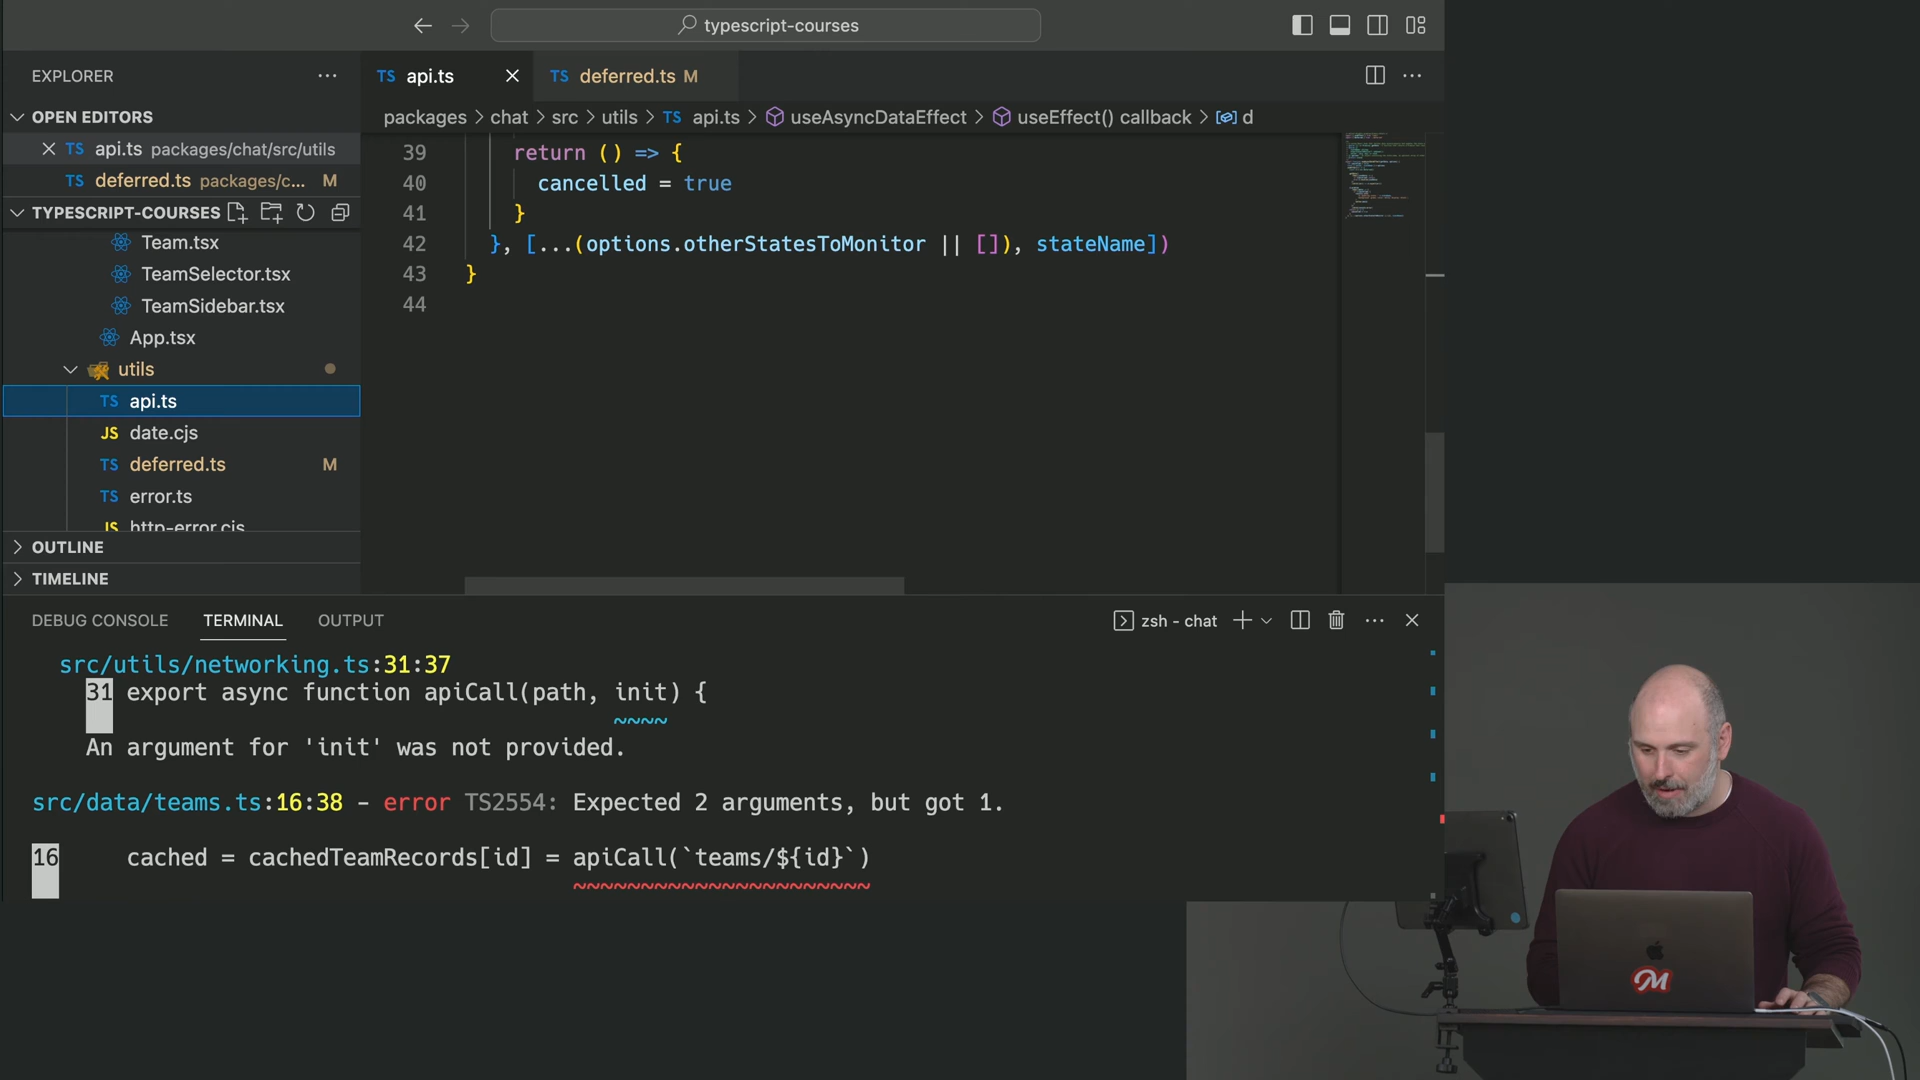 typescript-courses
EXPLORER
TS api.ts
TS deferred.ts M
OPEN EDITORS
packages > chat > src > utils > TS api.ts > useAsyncDataEffect > useEffect() callback > d
TS api.ts packages/chat/src/utils
TS deferred.ts packages/c... M
TYPESCRIPT-COURSES
Team.tsx
TeamSelector.tsx
TeamSidebar.tsx
App.tsx
utils
TS api.ts
JS date.cjs
TS deferred.ts M
TS error.ts
JS http-error.cjs
OUTLINE
TIMELINE
39 return () => {
40 cancelled = true
41 }
42 }, [...(options.otherStatesToMonitor || []), stateName])
43 }
44
DEBUG CONSOLE TERMINAL OUTPUT
zsh - chat
src/utils/networking.ts:31:37
31 export async function apiCall(path, init) {
~~~~
An argument for 'init' was not provided.
src/data/teams.ts:16:38 - error TS2554: Expected 2 arguments, but got 1.
16 cached = cachedTeamRecords[id] = apiCall(`teams/${id}`)
~~~~~~~~~~~~~~~~~~~~~~
M